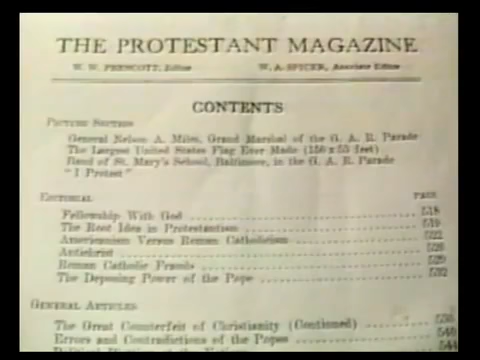 THE PROTESTANT MAGAZINE
W. W. PRESCOTT, Editor W. A. SPICER, Associate Editor
CONTENTS
PICTURE SECTION
General Nelson A. Miles, Grand Marshal of the G. A. R. Parade
The Largest United States Flag Ever Made (150 x 55 feet)
Band of St. Mary's School, Baltimore, in the G. A. R. Parade
"I Protest"
EDITORIAL PAGE
Fellowship With God 518
The Root Idea in Protestantism 519
Americanism Versus Roman Catholicism 522
Antichrist 528
Roman Catholic Frauds 529
The Deposing Power of the Pope 532
GENERAL ARTICLES
The Great Counterfeit of Christianity (Continued)
Errors and Contradictions of the Popes 540
544